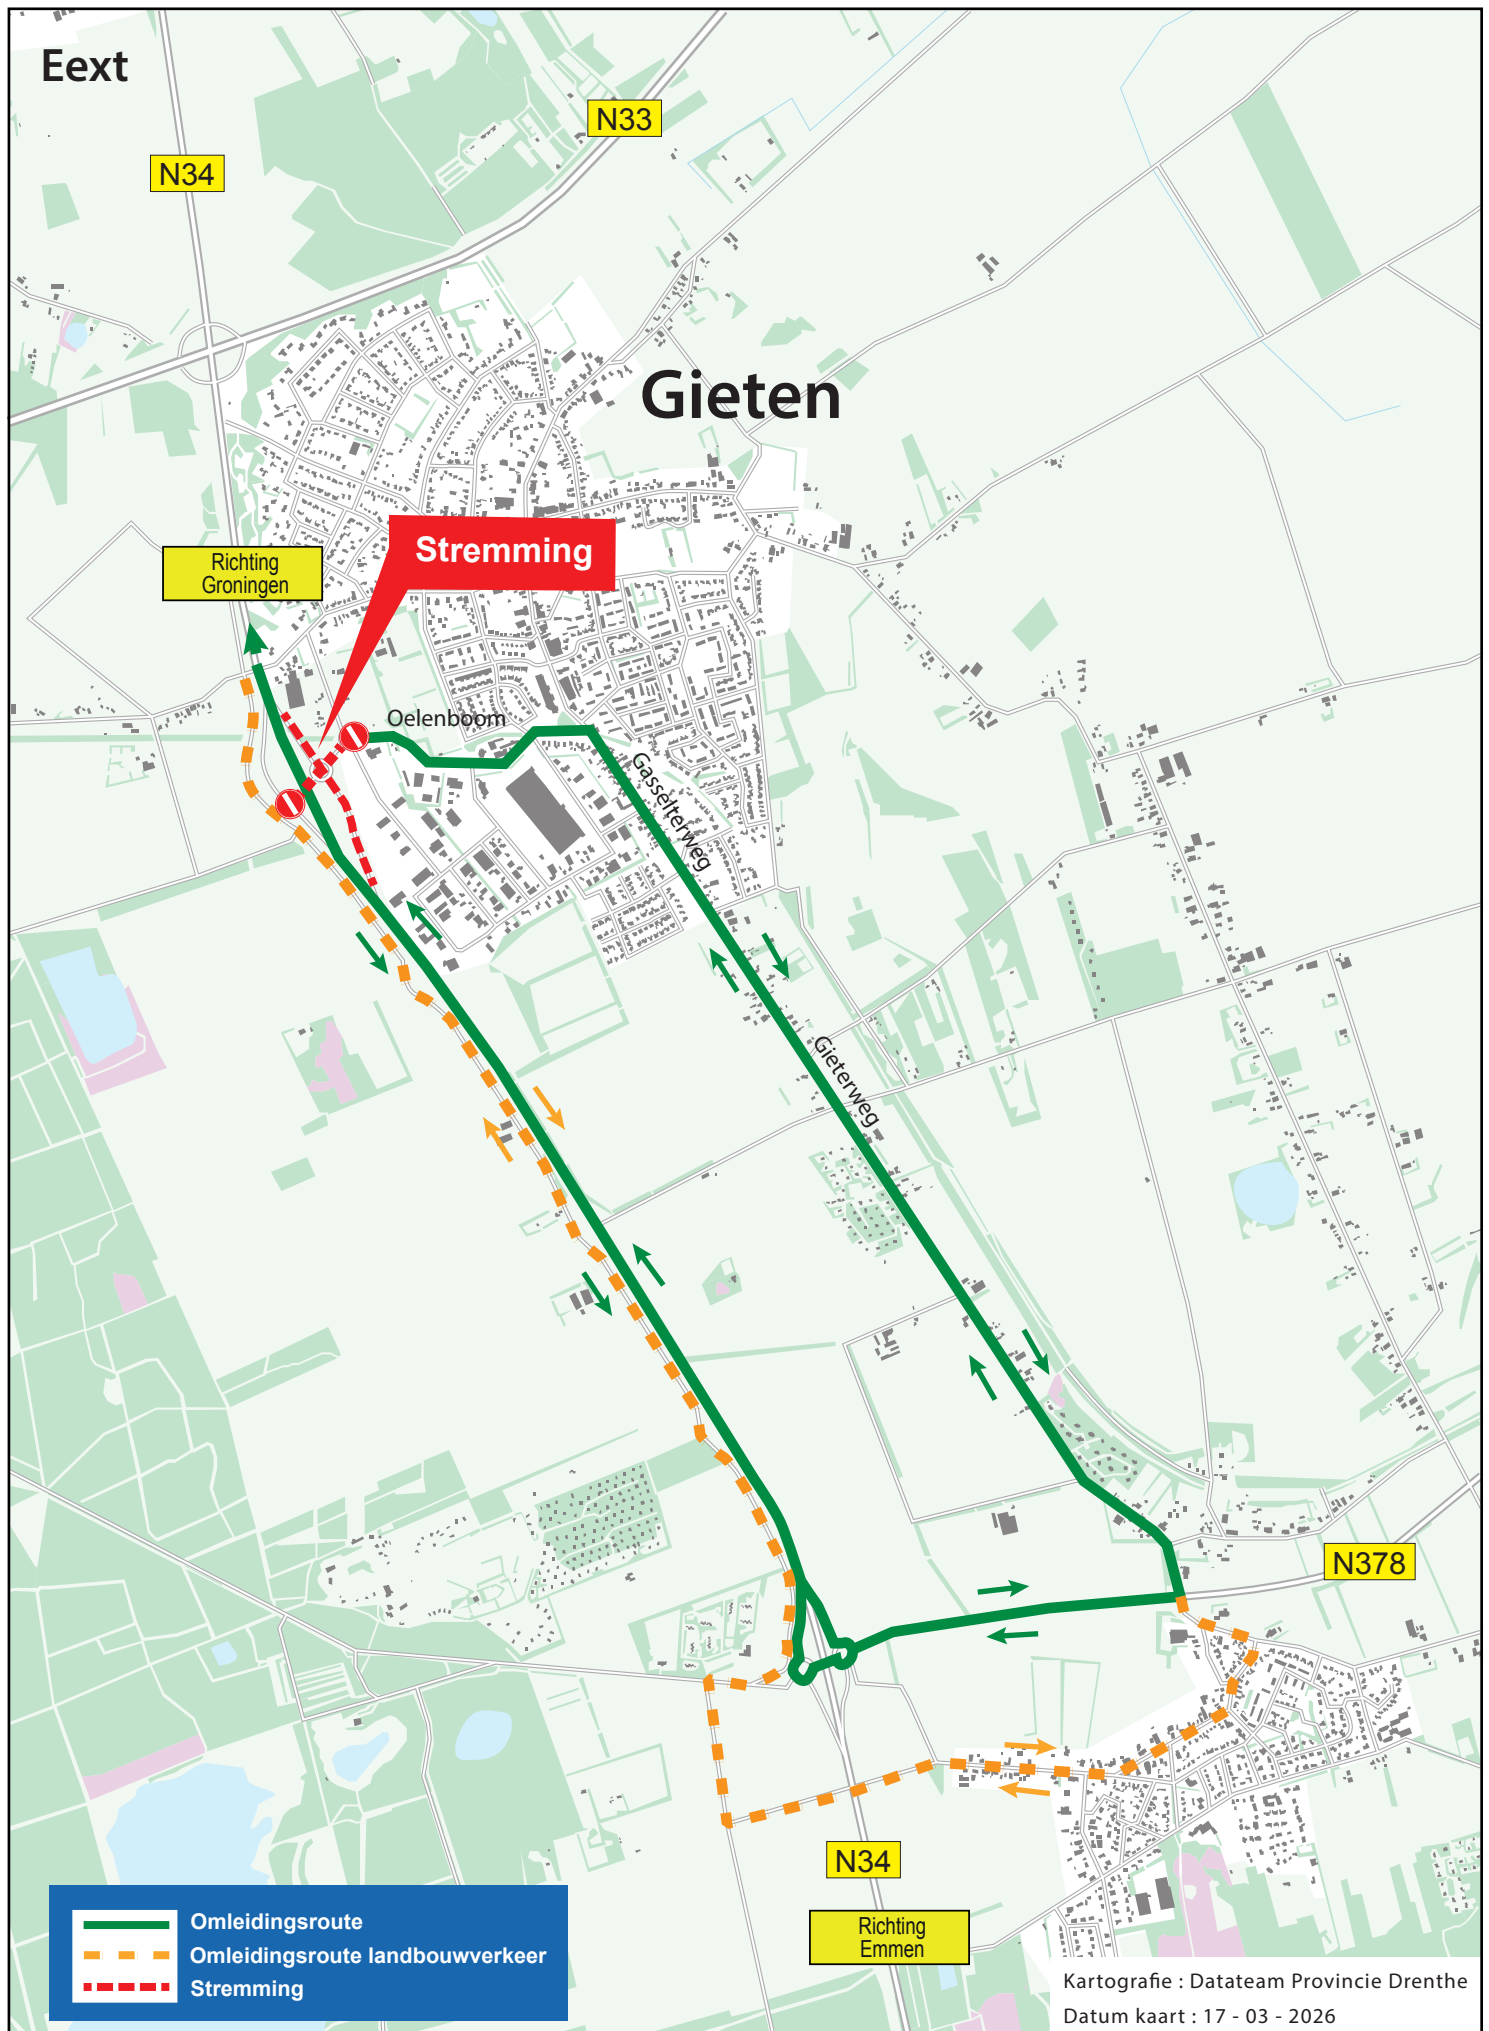 Eext
N33
N34
Gieten
Stremming
Richting
Groningen
Oelenboom
Gasselterweg
Gieterweg
N378
N34
Richting
Emmen
Omleidingsroute
Omleidingsroute landbouwverkeer
Stremming
Kartografie : Datateam Provincie Drenthe
Datum kaart : 17 - 03 - 2026